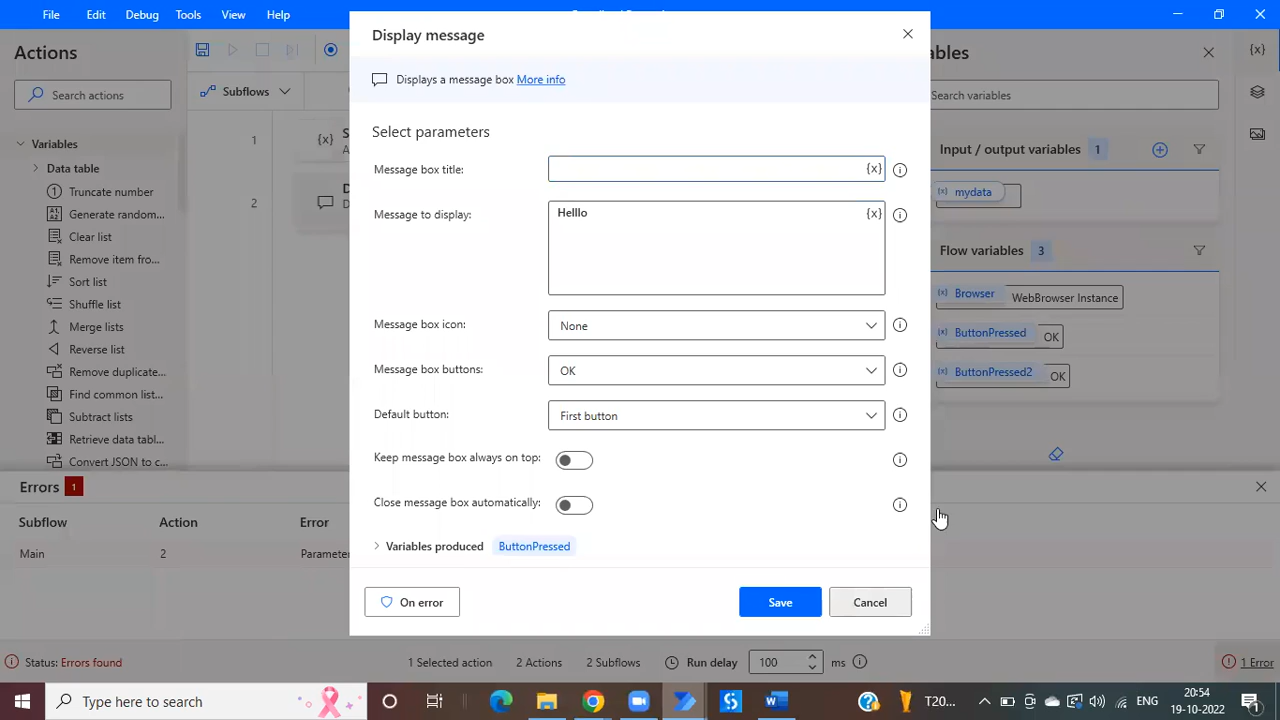 File Edit Debug Tools View Help
Display message
Actions
Displays a message box More info
Search actions
Subflows
Search variables
Select parameters
1
{x} S
Variables
Input / output variables 1
Data table
Message box title: {x}
mydata
Truncate number
D
2
D
Generate random...
Message to display: Helllo {x}
Clear list
Flow variables 3
Remove item fro...
Sort list
Browser WebBrowser Instance
Shuffle list
Message box icon: None
Merge lists
ButtonPressed OK
Reverse list
Message box buttons: OK
Remove duplicate...
ButtonPressed2 OK
Find common list...
Default button: First button
Subtract lists
Retrieve data tabl...
Keep message box always on top:
Convert JSON to c...
Errors 1
Close message box automatically:
Subflow Action Error
Variables produced ButtonPressed
Main 2 Paramete
On error Save Cancel
Status: Errors found 1 Selected action 2 Actions 2 Subflows Run delay 100 ms 1 Error
Type here to search
T20... ENG 20:54
19-10-2022